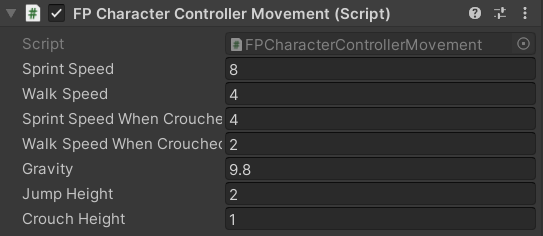 FP Character Controller Movement (Script)
Script FPCharacterControllerMovement
Sprint Speed 8
Walk Speed 4
Sprint Speed When Crouche 4
Walk Speed When Crouched 2
Gravity 9.8
Jump Height 2
Crouch Height 1